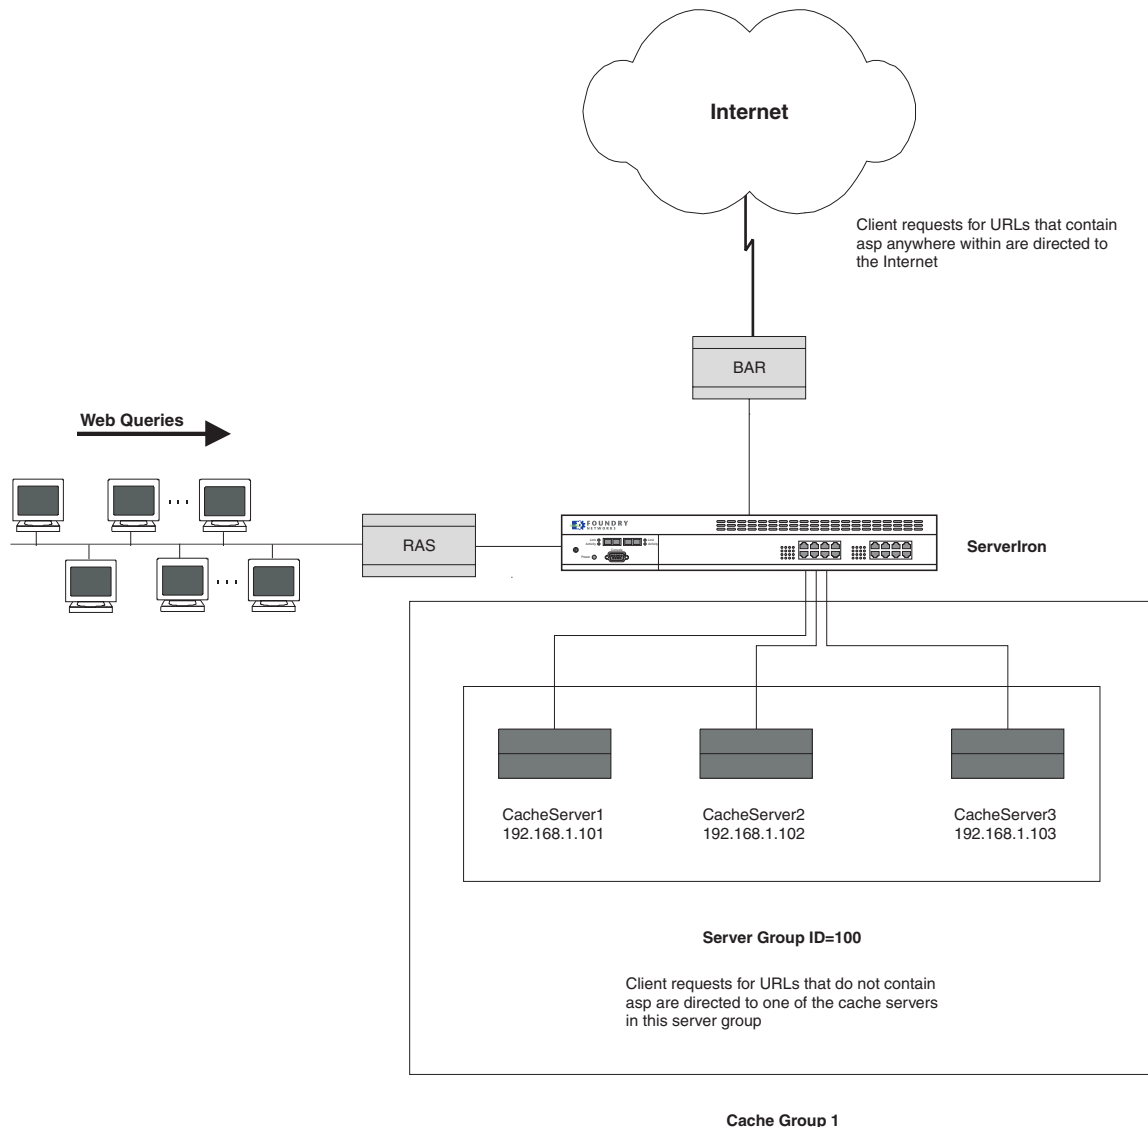 Internet
Client requests for URLs that contain
asp anywhere within are directed to
the Internet
BAR
Web Queries
RAS
FOUNDRY
NETWORKS
ServerIron
CacheServer1
192.168.1.101
CacheServer2
192.168.1.102
CacheServer3
192.168.1.103
Server Group ID=100
Client requests for URLs that do not contain
asp are directed to one of the cache servers
in this server group
Cache Group 1